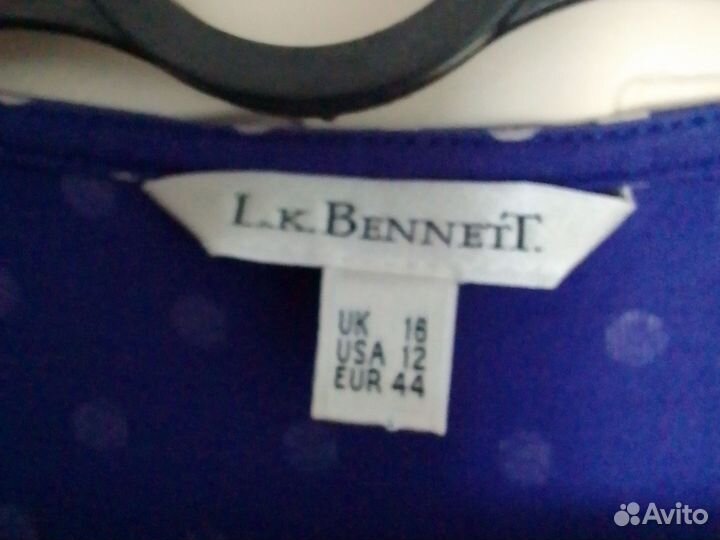 L.K. BENNETT.
UK 16
USA 12
EUR 44
Avito